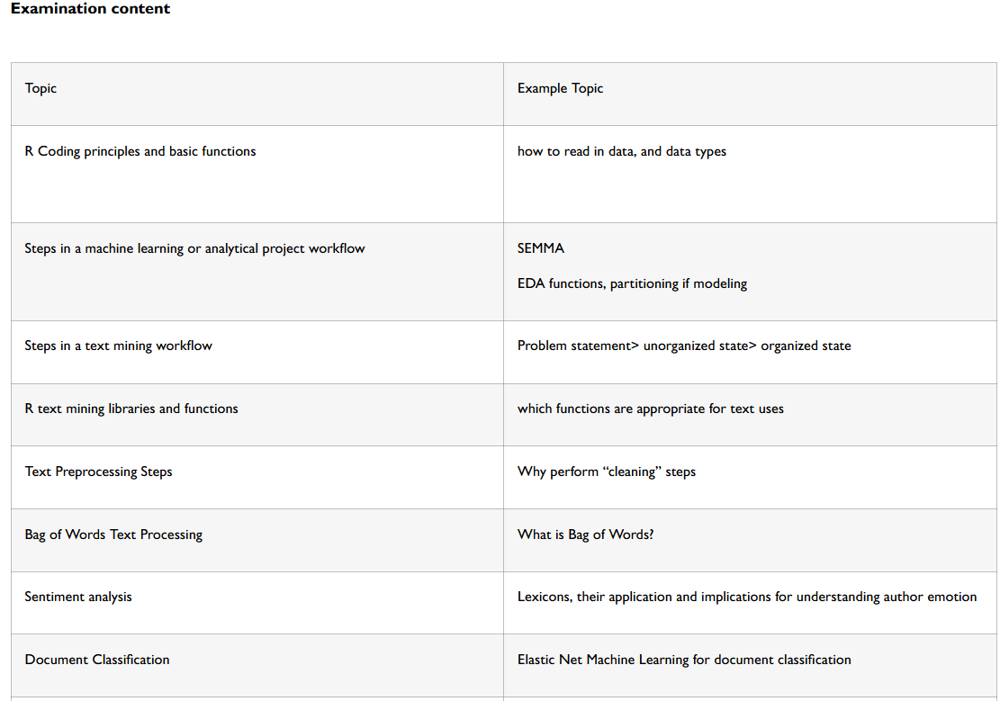 Examination content
Topic
Example Topic
R Coding principles and basic functions
how to read in data, and data types
Steps in a machine learning or analytical project workflow
SEMMA
EDA functions, partitioning if modeling
Steps in a text mining workflow
Problem statement> unorganized state> organized state
R text mining libraries and functions
which functions are appropriate for text uses
Text Preprocessing Steps
Why perform “cleaning” steps
Bag of Words Text Processing
What is Bag of Words?
Sentiment analysis
Lexicons, their application and implications for understanding author emotion
Document Classification
Elastic Net Machine Learning for document classification